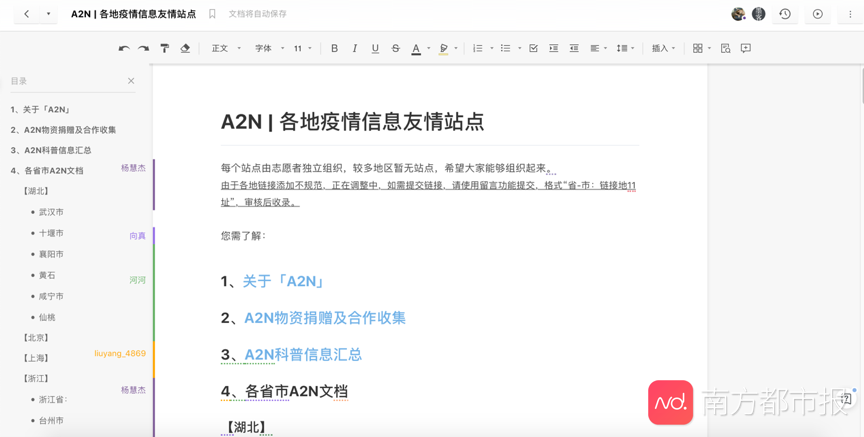 A2N | 各地疫情信息友情站点
文档将自动保存
正文
字体
11
B I U S A
插入
目录
1、关于「A2N」
2、A2N物资捐赠及合作收集
3、A2N科普信息汇总
4、各省市A2N文档
【湖北】
武汉市
十堰市
襄阳市
黄石
咸宁市
仙桃
【北京】
【上海】
【浙江】
浙江省：
台州市
杨慧杰
向真
河河
liuyang_4869
杨慧杰
A2N | 各地疫情信息友情站点
每个站点由志愿者独立组织，较多地区暂无站点，希望大家能够组织起来。
由于各地链接添加不规范，正在调整中，如需提交链接，请使用留言功能提交，格式“省-市：链接地11
址”，审核后收录。
您需了解：
1、关于「A2N」
2、A2N物资捐赠及合作收集
3、A2N科普信息汇总
4、各省市A2N文档
【湖北】
nd.
南方都市报